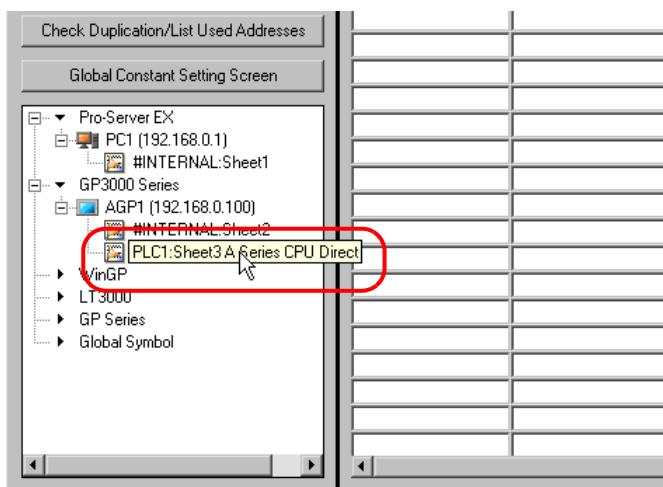 Check Duplication/List Used Addresses
Global Constant Setting Screen
Pro-Server EX
PC1 (192.168.0.1)
#INTERNAL:Sheet1
GP3000 Series
AGP1 (192.168.0.100)
#INTERNAL:Sheet2
PLC1:Sheet3 A Series CPU Direct
WinGP
LT3000
GP Series
Global Symbol